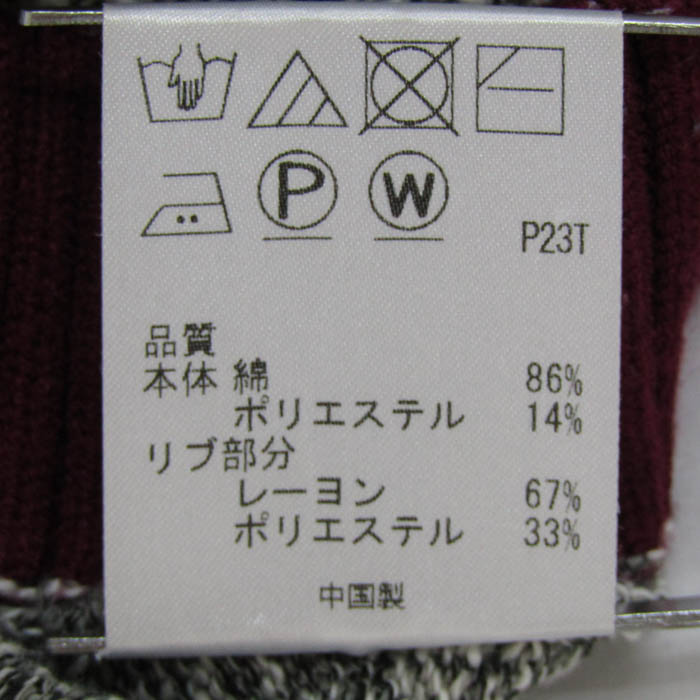 P W
P23T
品質
本体 綿 86%
ポリエステル 14%
リブ部分
レーヨン 67%
ポリエステル 33%
中国製